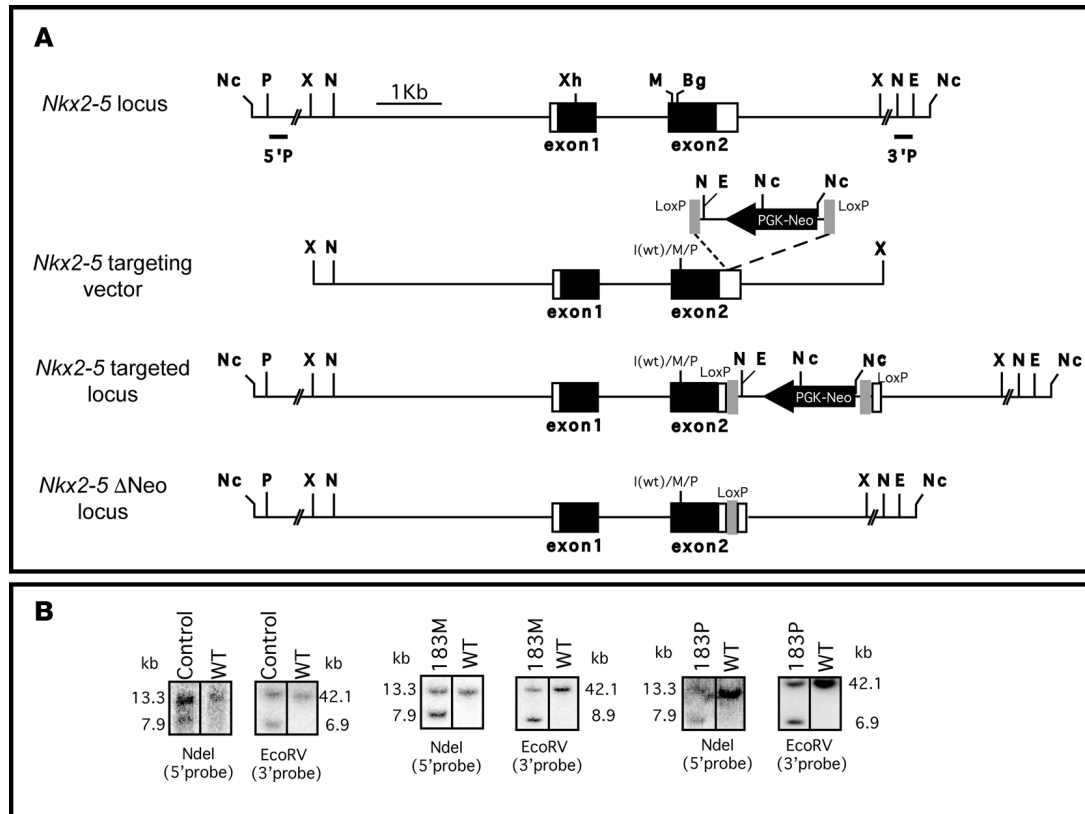 A
Nkx2-5 locus
Nc P X N 1Kb Xh M Bg X N E Nc
5'P exon1 exon2 3'P
N E Nc Nc
LoxP PGK-Neo LoxP
Nkx2-5 targeting
vector
X N I(wt)/M/P X
exon1 exon2
Nkx2-5 targeted
locus
Nc P X N I(wt)/M/P LoxP N E Nc Nc LoxP X N E Nc
PGK-Neo
exon1 exon2
Nkx2-5 ΔNeo
locus
Nc P X N I(wt)/M/P LoxP X N E Nc
exon1 exon2
B
kb Control WT Control WT kb
13.3 42.1
7.9 6.9
NdeI EcoRV
(5'probe) (3'probe)
kb 183M WT 183M WT kb
13.3 42.1
7.9 8.9
NdeI EcoRV
(5'probe) (3'probe)
kb 183P WT 183P WT kb
13.3 42.1
7.9 6.9
NdeI EcoRV
(5'probe) (3'probe)